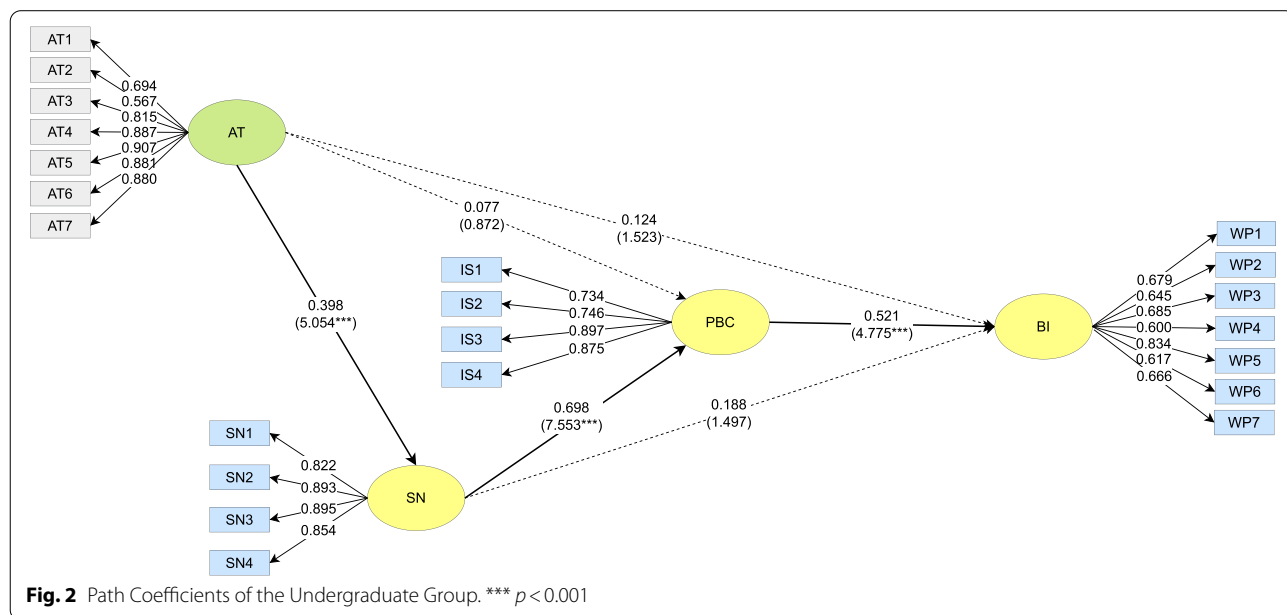 AT1
AT2
AT3
AT4
AT5
AT6
AT7
0.694
0.567
0.815
0.887
0.907
0.881
0.880
AT
0.077
(0.872)
0.124
(1.523)
0.398
(5.054***)
IS1
IS2
IS3
IS4
0.734
0.746
0.897
0.875
PBC
0.521
(4.775***)
BI
WP1
WP2
WP3
WP4
WP5
WP6
WP7
0.679
0.645
0.685
0.600
0.834
0.617
0.666
0.698
(7.553***)
0.188
(1.497)
SN1
SN2
SN3
SN4
0.822
0.893
0.895
0.854
SN
Fig. 2 Path Coefficients of the Undergraduate Group. *** p < 0.001